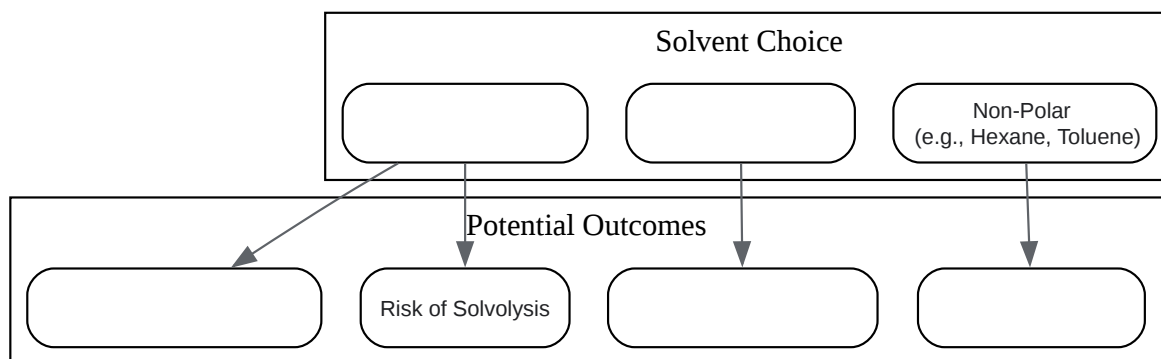 Solvent Choice
Non-Polar
(e.g., Hexane, Toluene)
Potential Outcomes
Risk of Solvolysis